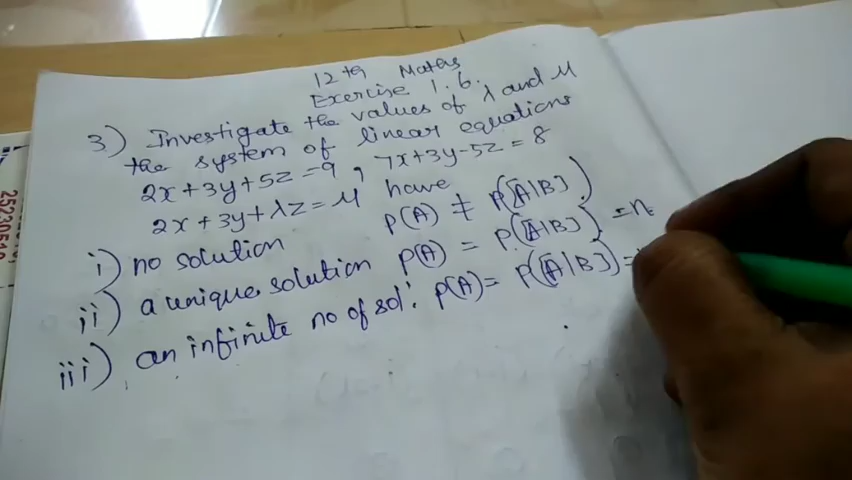 12th Maths
Exercise 1.6.
3) Investigate the values of λ and μ
the system of linear equations
2x+3y+5z=9, 7x+3y-5z=8
2x+3y+λz=μ have
i) no solution ρ(A) ≠ ρ([A|B])
ii) a unique solution ρ(A) = ρ([A|B]) =n
iii) an infinite no of sol: ρ(A)= ρ([A|B])=